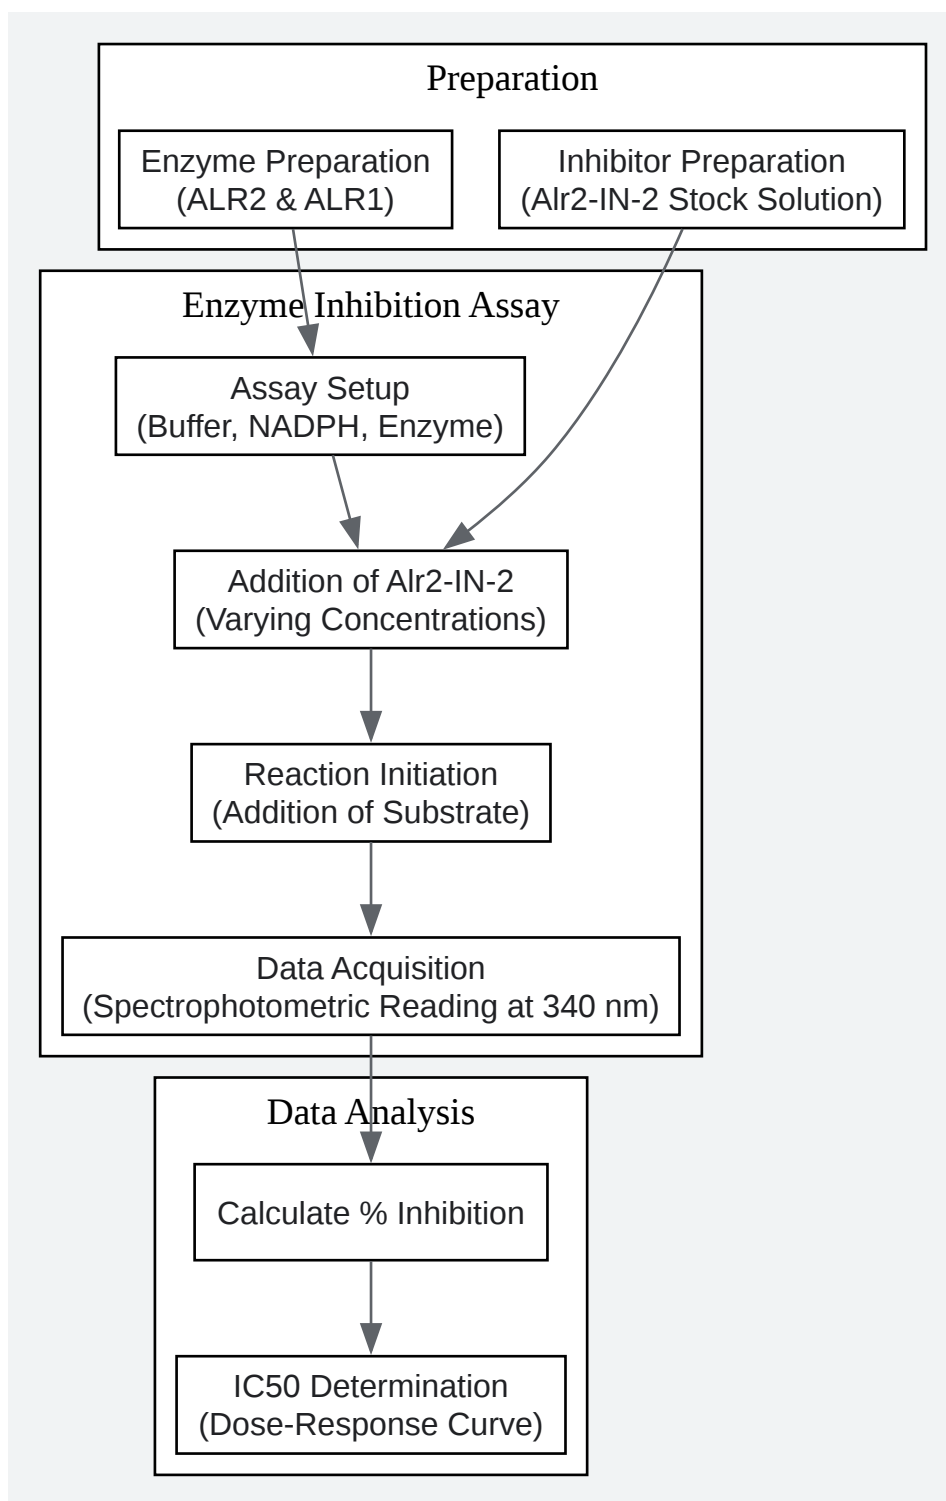 Preparation
Enzyme Preparation
(ALR2 & ALR1)
Inhibitor Preparation
(Alr2-IN-2 Stock Solution)
Enzyme Inhibition Assay
Assay Setup
(Buffer, NADPH, Enzyme)
Addition of Alr2-IN-2
(Varying Concentrations)
Reaction Initiation
(Addition of Substrate)
Data Acquisition
(Spectrophotometric Reading at 340 nm)
Data Analysis
Calculate % Inhibition
IC50 Determination
(Dose-Response Curve)